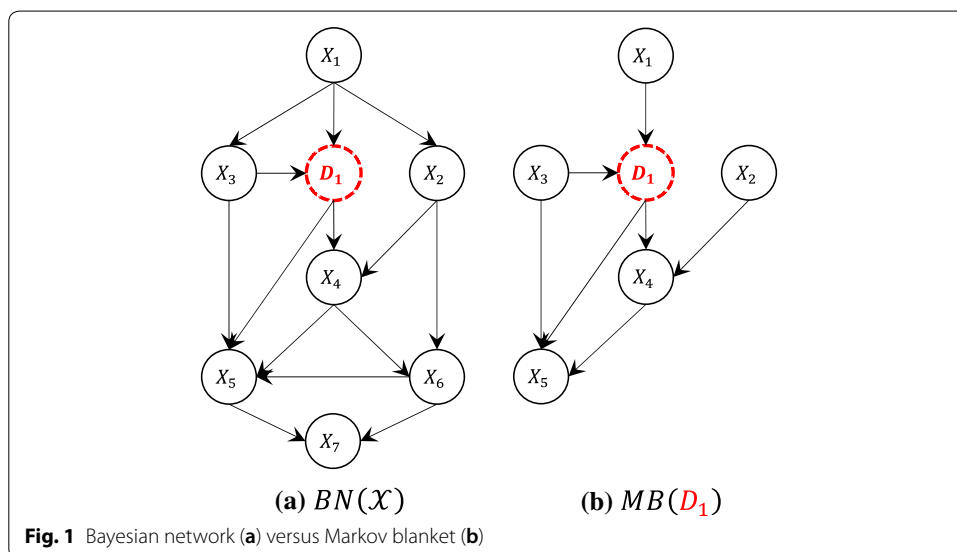 X₁
X₃ D₁ X₂
X₄
X₅ X₆
X₇
(a) BN(𝒳)
X₁
X₃ D₁ X₂
X₄
X₅
(b) MB(D₁)
Fig. 1 Bayesian network (a) versus Markov blanket (b)